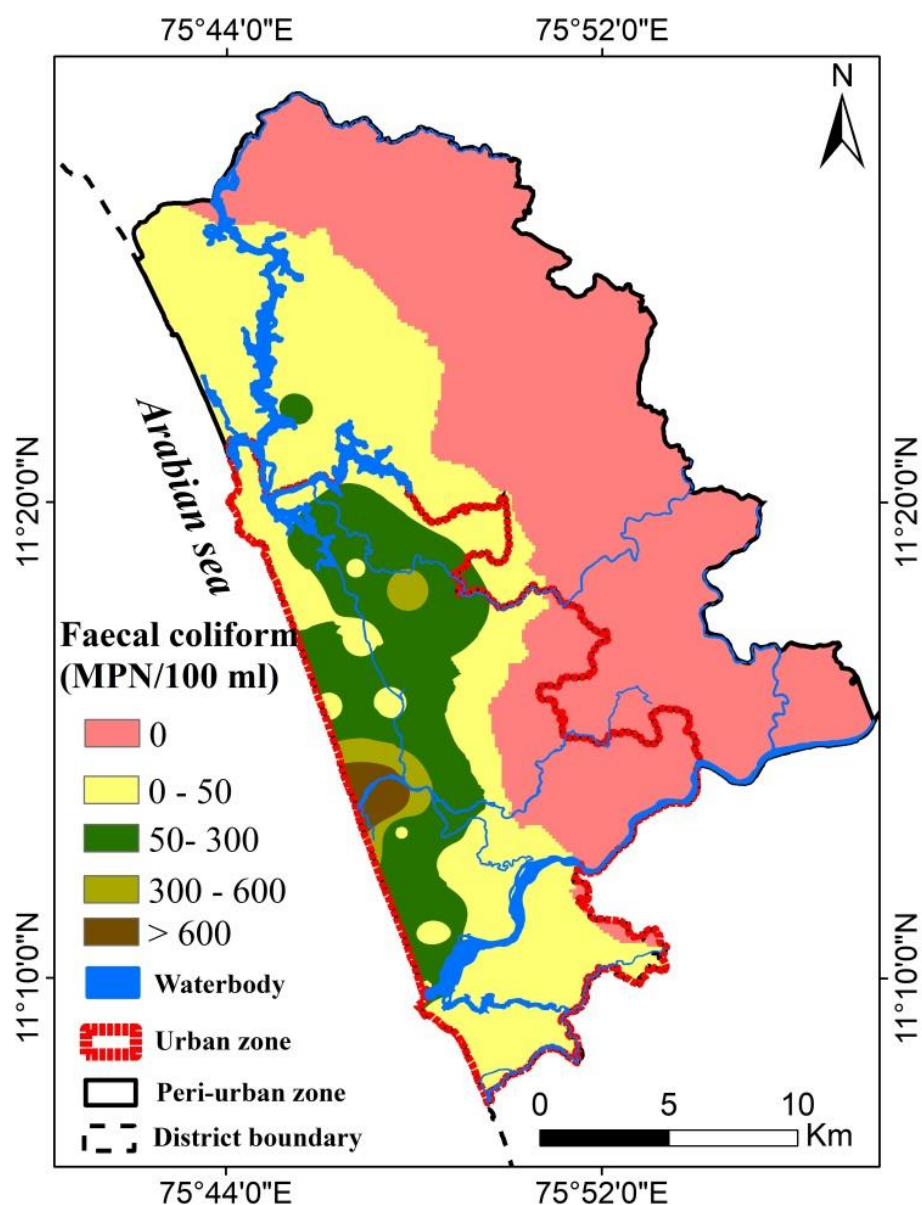 75°44'0"E
75°52'0"E
N
Arabian sea
11°20'0"N
11°20'0"N
Faecal coliform
(MPN/100 ml)
0
0 - 50
50- 300
300 - 600
> 600
Waterbody
Urban zone
Peri-urban zone
District boundary
11°10'0"N
11°10'0"N
0
5
10
Km
75°44'0"E
75°52'0"E